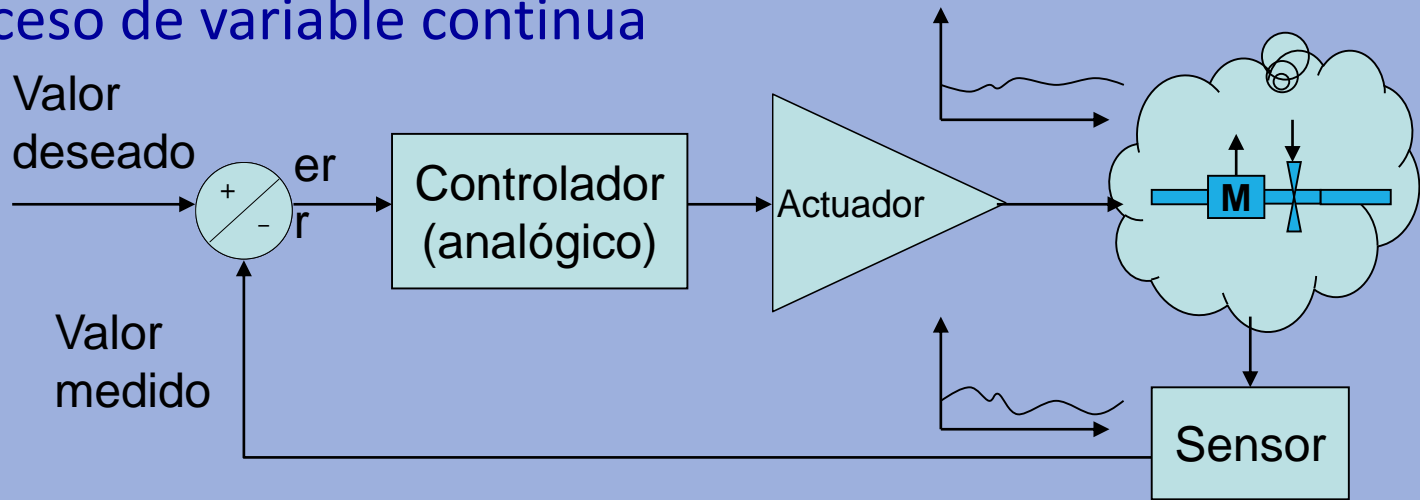 ceso de variable continua
Valor
deseado
+
−
er
r
Controlador
(analógico)
Actuador
M
Valor
medido
Sensor